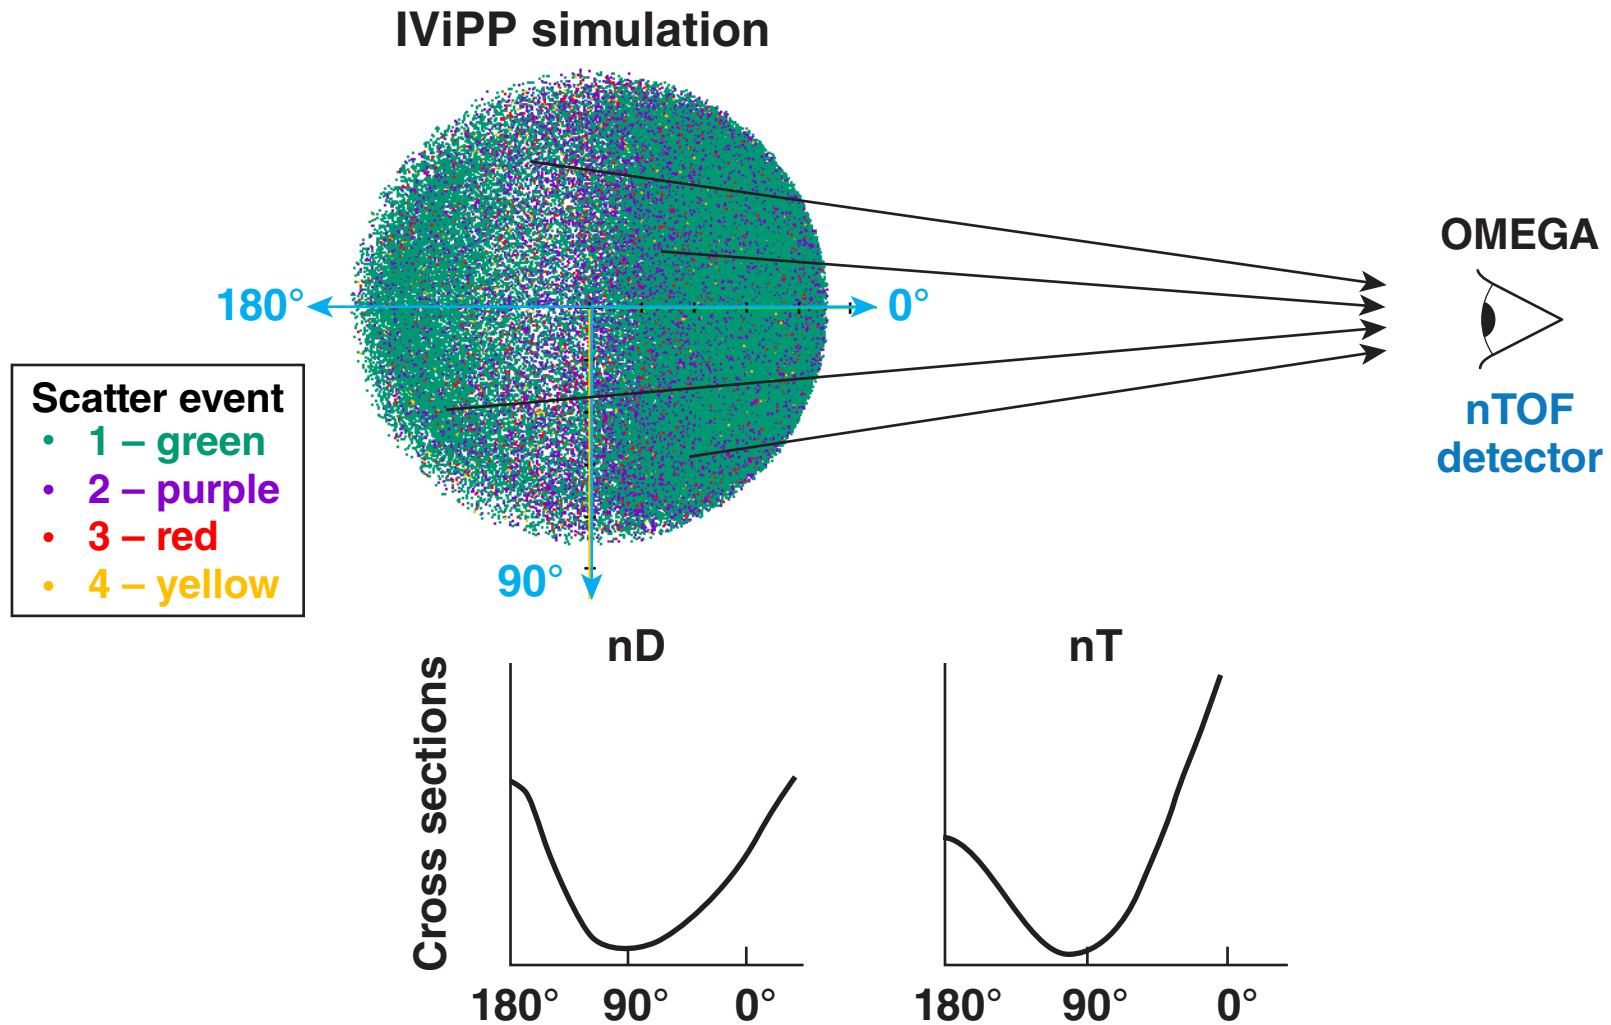 IViPP simulation
180°
0°
90°
OMEGA
nTOF
detector
Scatter event
• 1 – green
• 2 – purple
• 3 – red
• 4 – yellow
nD
nT
Cross sections
180° 90° 0°
180° 90° 0°